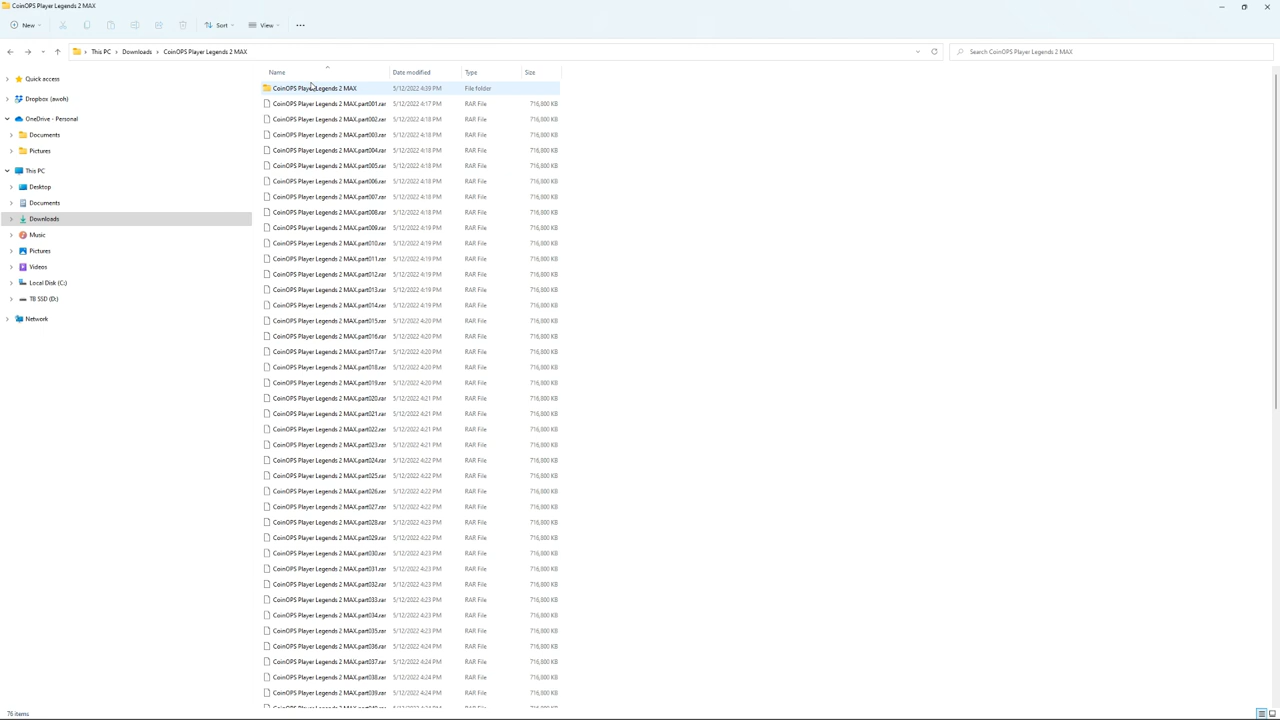 CoinOPS Player Legends 2 MAX
New
Sort
View
This PC > Downloads > CoinOPS Player Legends 2 MAX
Search CoinOPS Player Legends 2 MAX
Quick access
Dropbox (awoh)
OneDrive - Personal
Documents
Pictures
This PC
Desktop
Documents
Downloads
Music
Pictures
Videos
Local Disk (C:)
TB SSD (D:)
Network
Name Date modified Type Size
CoinOPS Player Legends 2 MAX 5/12/2022 4:39 PM File folder
CoinOPS Player Legends 2 MAX.part001.rar 5/12/2022 4:17 PM RAR File 716,800 KB
CoinOPS Player Legends 2 MAX.part002.rar 5/12/2022 4:18 PM RAR File 716,800 KB
CoinOPS Player Legends 2 MAX.part003.rar 5/12/2022 4:18 PM RAR File 716,800 KB
CoinOPS Player Legends 2 MAX.part004.rar 5/12/2022 4:18 PM RAR File 716,800 KB
CoinOPS Player Legends 2 MAX.part005.rar 5/12/2022 4:18 PM RAR File 716,800 KB
CoinOPS Player Legends 2 MAX.part006.rar 5/12/2022 4:18 PM RAR File 716,800 KB
CoinOPS Player Legends 2 MAX.part007.rar 5/12/2022 4:18 PM RAR File 716,800 KB
CoinOPS Player Legends 2 MAX.part008.rar 5/12/2022 4:18 PM RAR File 716,800 KB
CoinOPS Player Legends 2 MAX.part009.rar 5/12/2022 4:19 PM RAR File 716,800 KB
CoinOPS Player Legends 2 MAX.part010.rar 5/12/2022 4:19 PM RAR File 716,800 KB
CoinOPS Player Legends 2 MAX.part011.rar 5/12/2022 4:19 PM RAR File 716,800 KB
CoinOPS Player Legends 2 MAX.part012.rar 5/12/2022 4:19 PM RAR File 716,800 KB
CoinOPS Player Legends 2 MAX.part013.rar 5/12/2022 4:19 PM RAR File 716,800 KB
CoinOPS Player Legends 2 MAX.part014.rar 5/12/2022 4:19 PM RAR File 716,800 KB
CoinOPS Player Legends 2 MAX.part015.rar 5/12/2022 4:20 PM RAR File 716,800 KB
CoinOPS Player Legends 2 MAX.part016.rar 5/12/2022 4:20 PM RAR File 716,800 KB
CoinOPS Player Legends 2 MAX.part017.rar 5/12/2022 4:20 PM RAR File 716,800 KB
CoinOPS Player Legends 2 MAX.part018.rar 5/12/2022 4:20 PM RAR File 716,800 KB
CoinOPS Player Legends 2 MAX.part019.rar 5/12/2022 4:20 PM RAR File 716,800 KB
CoinOPS Player Legends 2 MAX.part020.rar 5/12/2022 4:21 PM RAR File 716,800 KB
CoinOPS Player Legends 2 MAX.part021.rar 5/12/2022 4:21 PM RAR File 716,800 KB
CoinOPS Player Legends 2 MAX.part022.rar 5/12/2022 4:21 PM RAR File 716,800 KB
CoinOPS Player Legends 2 MAX.part023.rar 5/12/2022 4:21 PM RAR File 716,800 KB
CoinOPS Player Legends 2 MAX.part024.rar 5/12/2022 4:22 PM RAR File 716,800 KB
CoinOPS Player Legends 2 MAX.part025.rar 5/12/2022 4:22 PM RAR File 716,800 KB
CoinOPS Player Legends 2 MAX.part026.rar 5/12/2022 4:22 PM RAR File 716,800 KB
CoinOPS Player Legends 2 MAX.part027.rar 5/12/2022 4:22 PM RAR File 716,800 KB
CoinOPS Player Legends 2 MAX.part028.rar 5/12/2022 4:23 PM RAR File 716,800 KB
CoinOPS Player Legends 2 MAX.part029.rar 5/12/2022 4:22 PM RAR File 716,800 KB
CoinOPS Player Legends 2 MAX.part030.rar 5/12/2022 4:23 PM RAR File 716,800 KB
CoinOPS Player Legends 2 MAX.part031.rar 5/12/2022 4:23 PM RAR File 716,800 KB
CoinOPS Player Legends 2 MAX.part032.rar 5/12/2022 4:23 PM RAR File 716,800 KB
CoinOPS Player Legends 2 MAX.part033.rar 5/12/2022 4:23 PM RAR File 716,800 KB
CoinOPS Player Legends 2 MAX.part034.rar 5/12/2022 4:23 PM RAR File 716,800 KB
CoinOPS Player Legends 2 MAX.part035.rar 5/12/2022 4:23 PM RAR File 716,800 KB
CoinOPS Player Legends 2 MAX.part036.rar 5/12/2022 4:24 PM RAR File 716,800 KB
CoinOPS Player Legends 2 MAX.part037.rar 5/12/2022 4:24 PM RAR File 716,800 KB
CoinOPS Player Legends 2 MAX.part038.rar 5/12/2022 4:24 PM RAR File 716,800 KB
CoinOPS Player Legends 2 MAX.part039.rar 5/12/2022 4:24 PM RAR File 716,800 KB
76 items